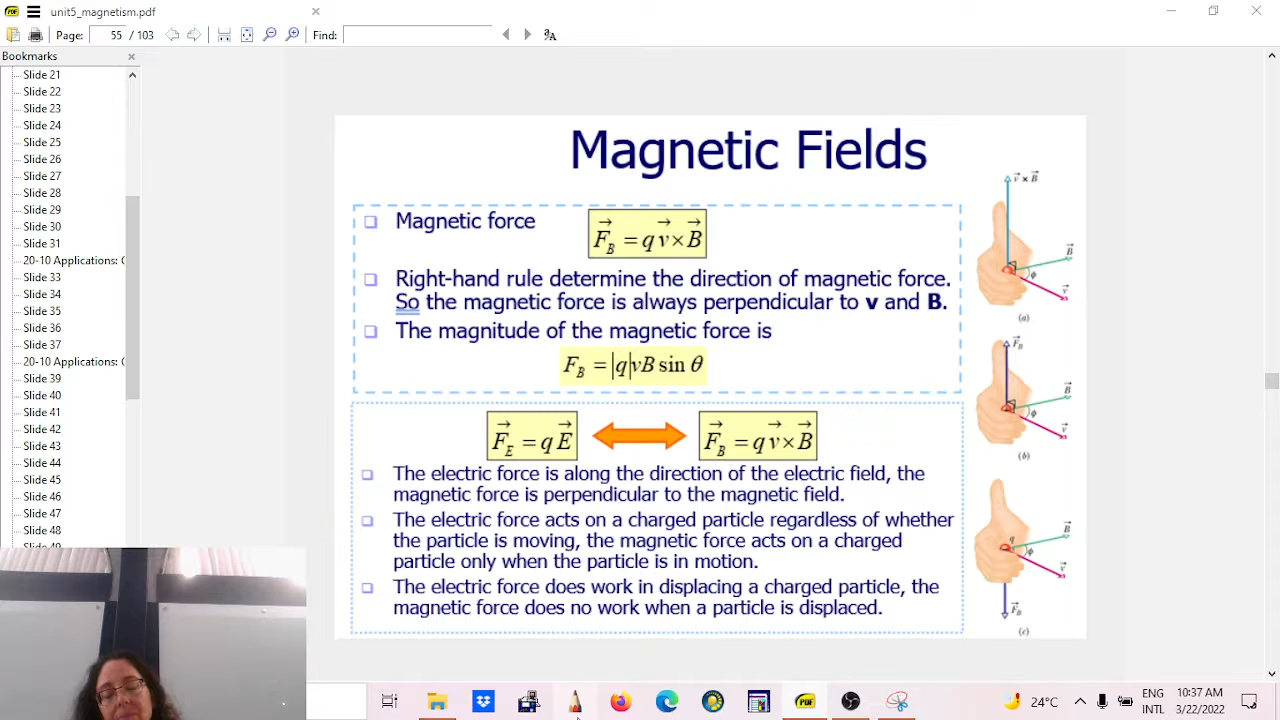 PDF unit5_magnetism.pdf
Page: 55 / 103 Find:
Bookmarks
Slide 21
Slide 22
Slide 23
Slide 24
Slide 25
Slide 26
Slide 27
Slide 28
Slide 29
Slide 30
Slide 31
20-10 Applications: (
Slide 33
Slide 34
Slide 35
Slide 36
Slide 37
20-10 Applications: (
Slide 39
Slide 40
Slide 41
Slide 42
Slide 43
Slide 44
Slide 45
Slide 46
Slide 47
Slide 48
Magnetic Fields
Magnetic force
F⃗_B = q v⃗ × B⃗
Right-hand rule determine the direction of magnetic force.
So the magnetic force is always perpendicular to v and B.
The magnitude of the magnetic force is
F_B = |q|vB sin θ
F⃗_E = q E⃗
F⃗_B = q v⃗ × B⃗
The electric force is along the direction of the electric field, the
magnetic force is perpendicular to the magnetic field.
The electric force acts on a charged particle regardless of whether
the particle is moving, the magnetic force acts on a charged
particle only when the particle is in motion.
The electric force does work in displacing a charged particle, the
magnetic force does no work when a particle is displaced.
v⃗ × B⃗
B⃗
ϕ
v⃗
(a)
F⃗_B
B⃗
ϕ
v⃗
(b)
q
B⃗
ϕ
v⃗
F⃗_B
(c)
PDF
24°C
ENG
INTL
1:53 AM
3/22/2022